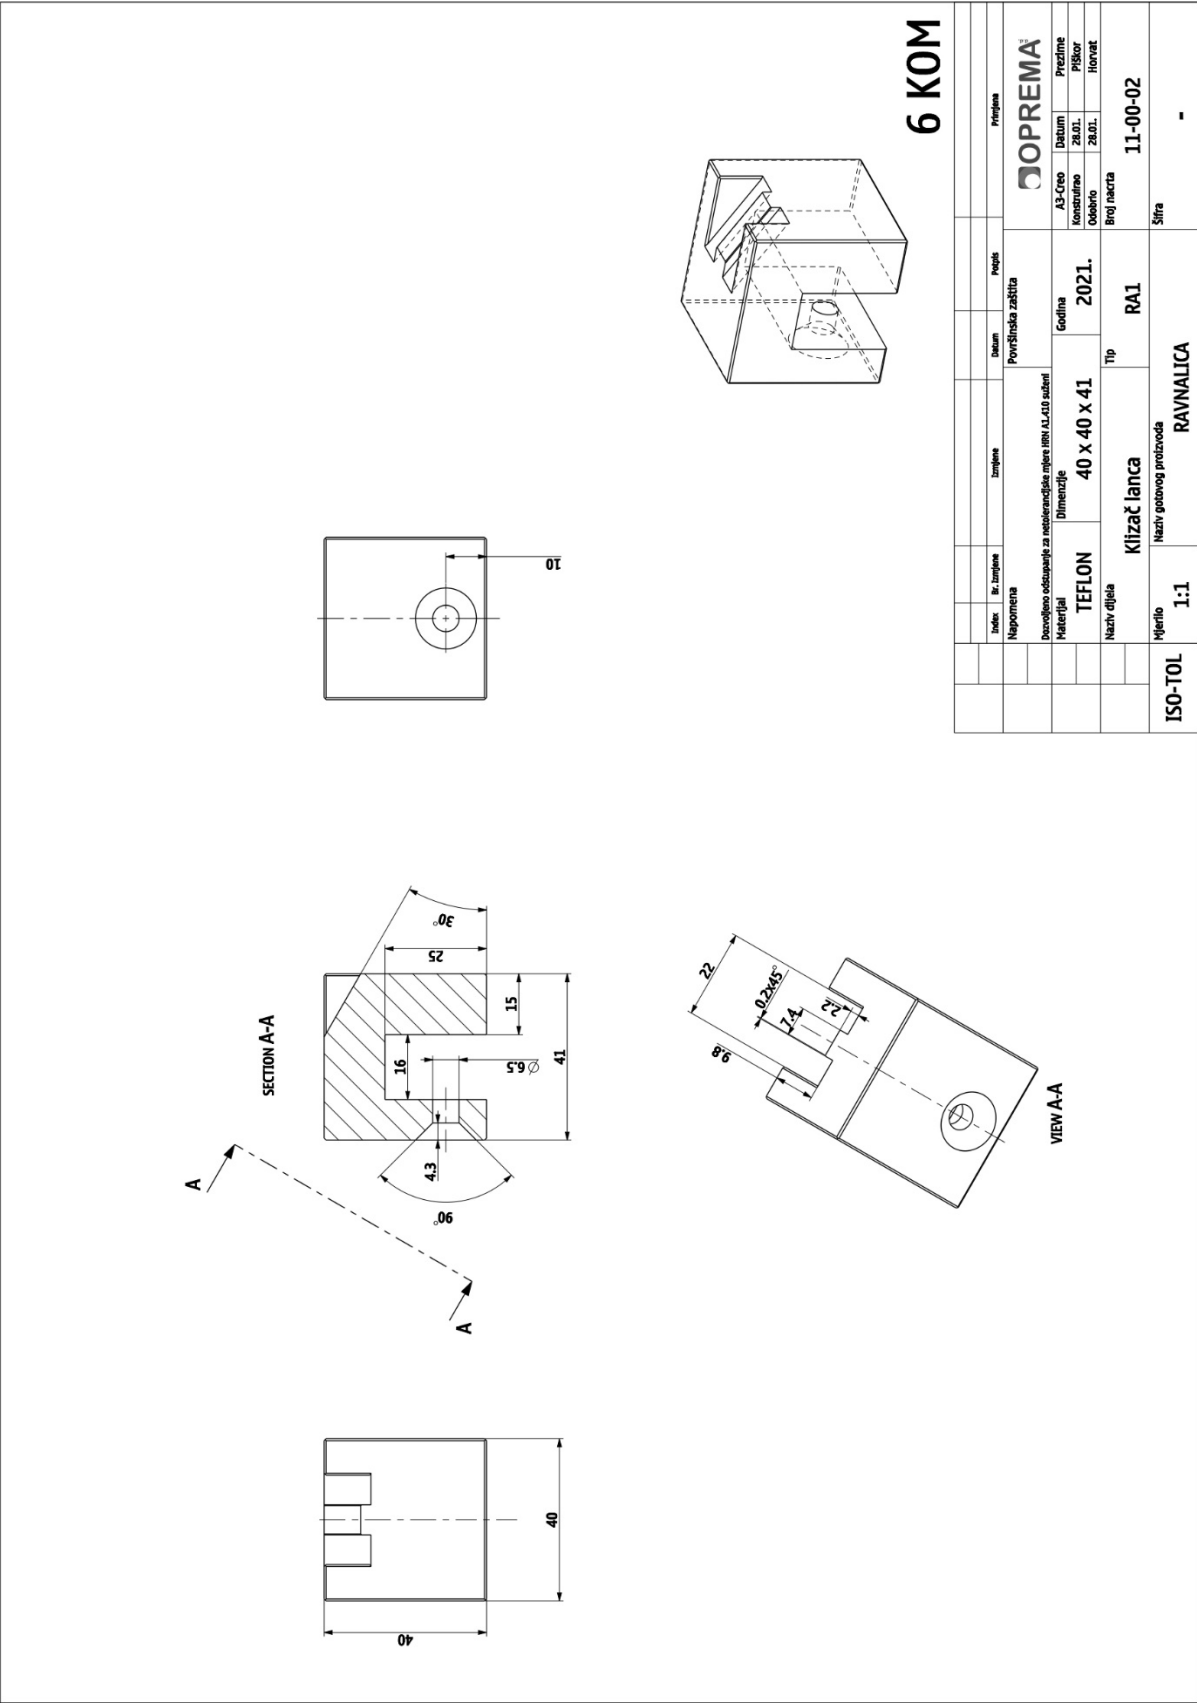 40
40
A
A
SECTION A-A
90°
4.3
16
Ø6.5
41
15
25
30°
10
9.8
22
0.2x45°
7.4
2.2
VIEW A-A
6 KOM
Index Br. Izmjene Izmjene Datum Potpis Primjena
Napomena
Površinska zaštita
OPREMA
Dozvoljeno odstupanje za netolerancijske mjere HRN A1.410 suženi
Materijal
TEFLON
Dimenzije
40 x 40 x 41
Godina
2021.
A3-Creo Datum Prezime
Konstruirao 28.01. Piškor
Odobrio 28.01. Horvat
Naziv dijela
Klizač lanca
Tip
RA1
Broj nacrta
11-00-02
ISO-TOL
Mjerilo
1:1
Naziv gotovog proizvoda
RAVNALICA
Šifra
-